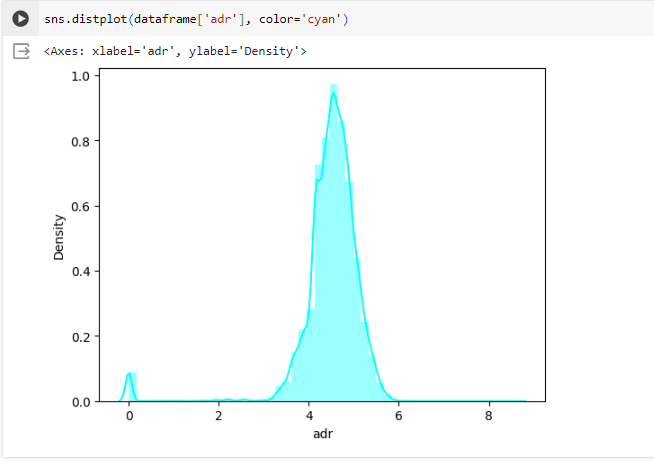 sns.distplot(dataframe['adr'], color='cyan')
<Axes: xlabel='adr', ylabel='Density'>
1.0
0.8
0.6
0.4
0.2
0.0
Density
0 2 4 6 8
adr